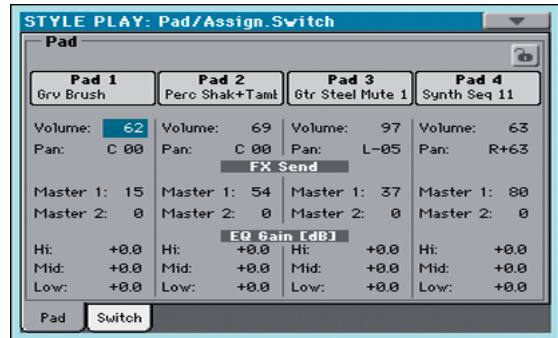 STYLE PLAY: Pad/Assign.Switch
Pad
Pad 1 Pad 2 Pad 3 Pad 4
Grv Brush Perc Shak+Tamb Gtr Steel Mute 1 Synth Seq 11
Volume: 62 Volume: 69 Volume: 97 Volume: 63
Pan: C 00 Pan: C 00 Pan: L-05 Pan: R+63
FX Send
Master 1: 15 Master 1: 54 Master 1: 37 Master 1: 80
Master 2: 0 Master 2: 0 Master 2: 0 Master 2: 0
EQ Gain [dB]
Hi: +0.0 Hi: +0.0 Hi: +0.0 Hi: +0.0
Mid: +0.0 Mid: +0.0 Mid: +0.0 Mid: +0.0
Low: +0.0 Low: +0.0 Low: +0.0 Low: +0.0
Pad Switch